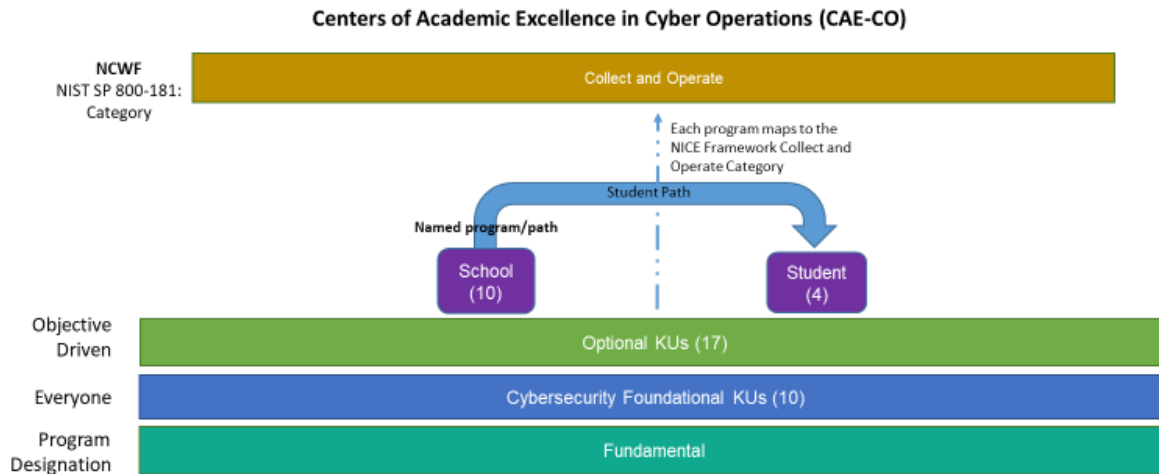 Centers of Academic Excellence in Cyber Operations (CAE-CO)
NCWF
NIST SP 800-181:
Category
Collect and Operate
Each program maps to the
NICE Framework Collect and
Operate Category
Student Path
Named program/path
School
(10)
Student
(4)
Objective
Driven
Optional KUs (17)
Everyone
Cybersecurity Foundational KUs (10)
Program
Designation
Fundamental